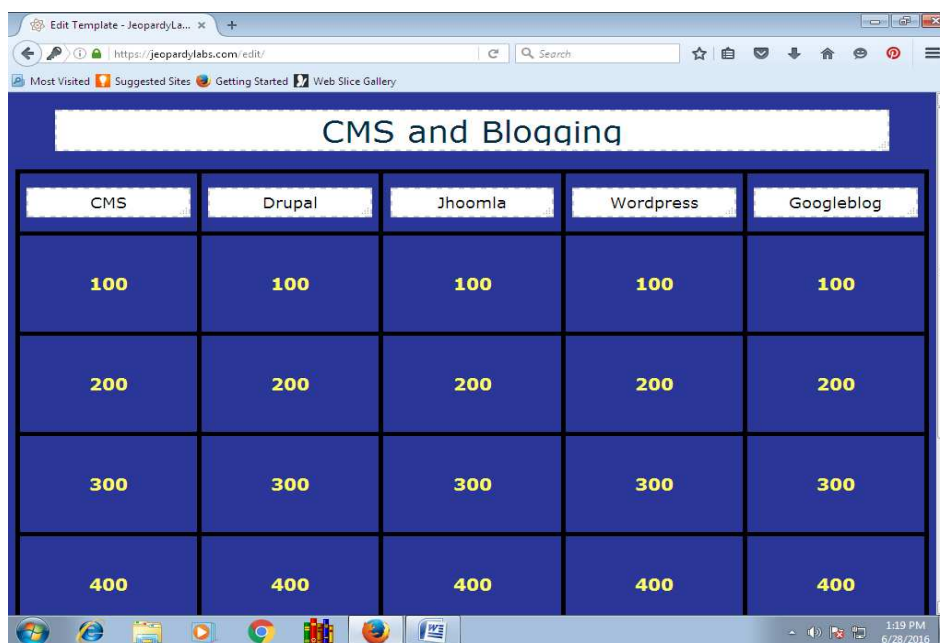 Edit Template - JeopardyLa...
https://jeopardylabs.com/edit/
Search
Most Visited Suggested Sites Getting Started Web Slice Gallery
CMS and Blogging
CMS Drupal Jhoomla Wordpress Googleblog
100 100 100 100 100
200 200 200 200 200
300 300 300 300 300
400 400 400 400 400
1:19 PM
6/28/2016